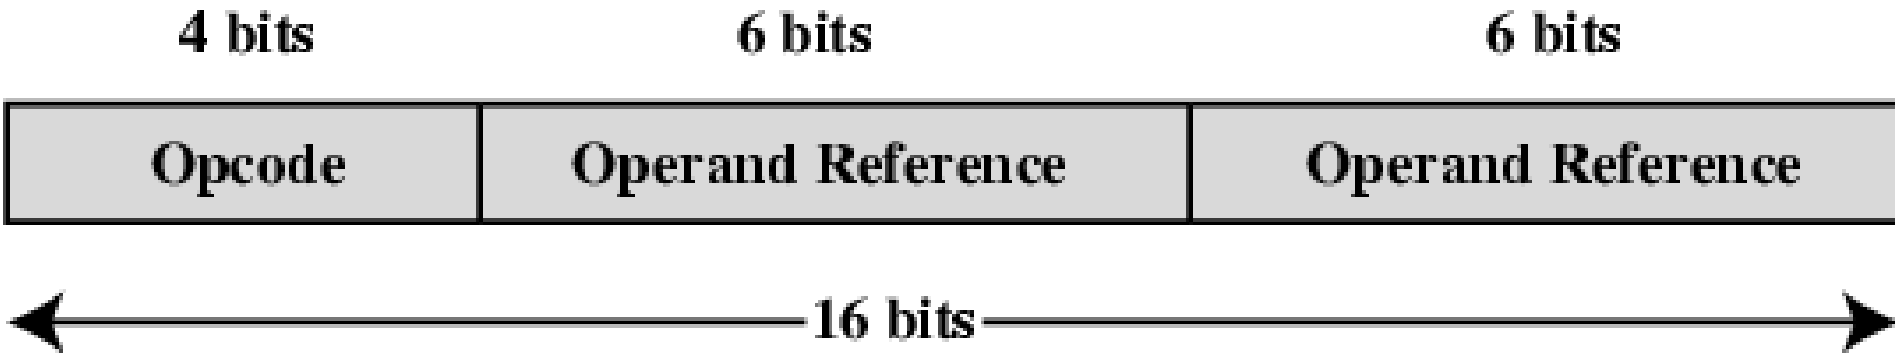 4 bits 6 bits 6 bits
Opcode Operand Reference Operand Reference
16 bits